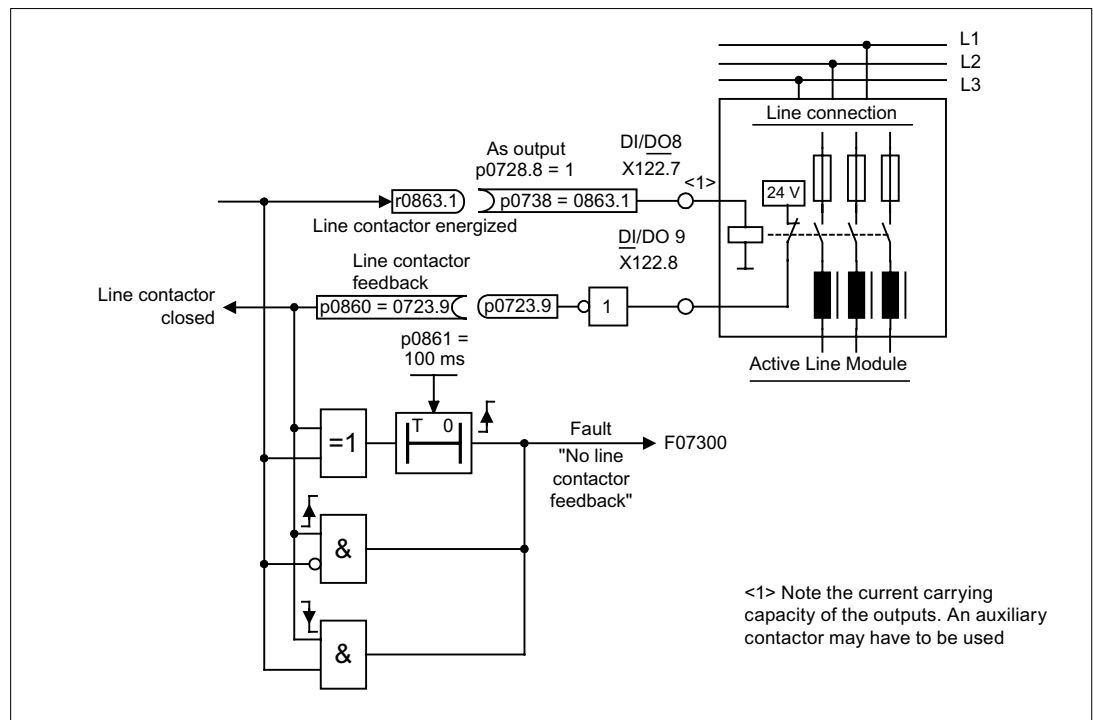 L1
L2
L3
Line connection
24 V
Active Line Module
As output
p0728.8 = 1
DI/DO8
X122.7
<1>
r0863.1
p0738 = 0863.1
Line contactor energized
DI/DO 9
X122.8
Line contactor
feedback
Line contactor
closed
p0860 = 0723.9
p0723.9
1
p0861 =
100 ms
=1
T 0
Fault
"No line
contactor
feedback"
F07300
&
&
<1> Note the current carrying
capacity of the outputs. An auxiliary
contactor may have to be used